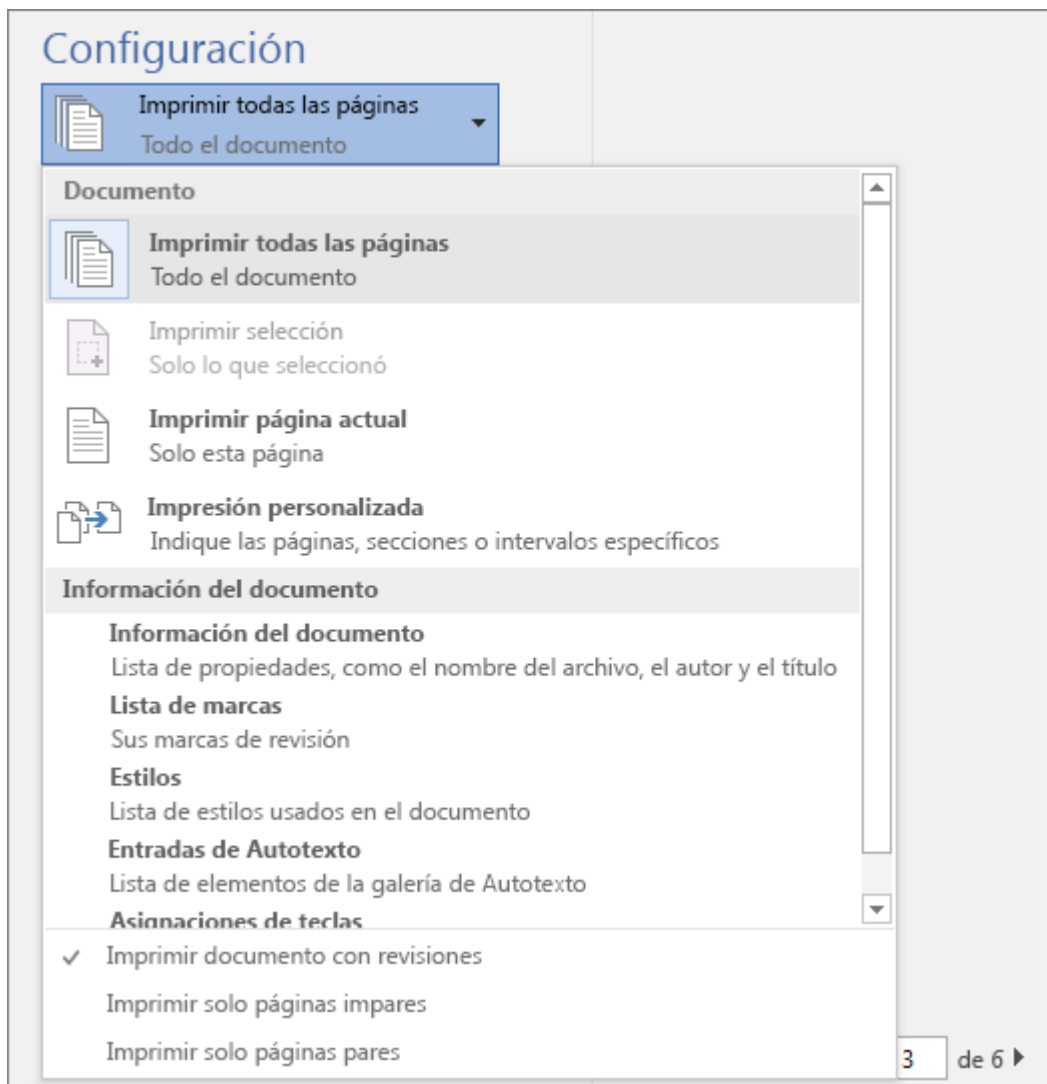 Configuración
Imprimir todas las páginas
Todo el documento
Documento
Imprimir todas las páginas
Todo el documento
Imprimir selección
Solo lo que seleccionó
Imprimir página actual
Solo esta página
Impresión personalizada
Indique las páginas, secciones o intervalos específicos
Información del documento
Información del documento
Lista de propiedades, como el nombre del archivo, el autor y el título
Lista de marcas
Sus marcas de revisión
Estilos
Lista de estilos usados en el documento
Entradas de Autotexto
Lista de elementos de la galería de Autotexto
Asignaciones de teclas
Imprimir documento con revisiones
Imprimir solo páginas impares
Imprimir solo páginas pares
3 de 6